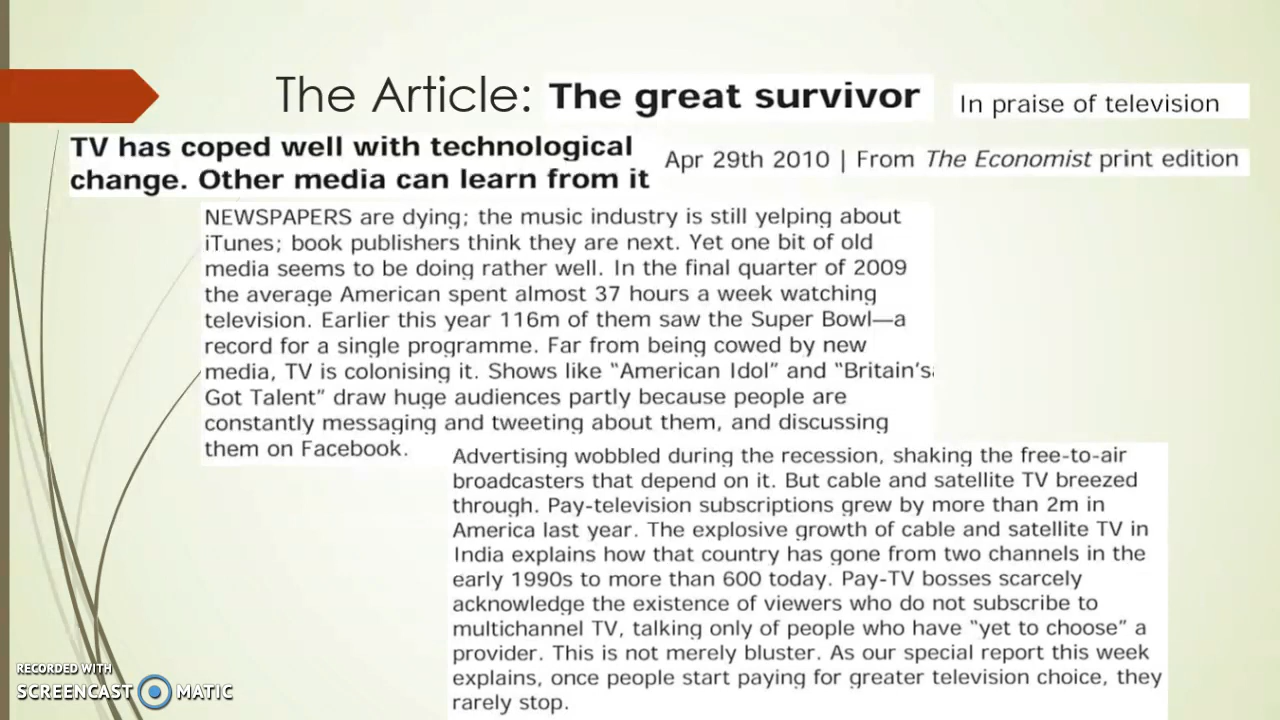 The Article: The great survivor In praise of television
TV has coped well with technological
change. Other media can learn from it
Apr 29th 2010 | From The Economist print edition
NEWSPAPERS are dying; the music industry is still yelping about
iTunes; book publishers think they are next. Yet one bit of old
media seems to be doing rather well. In the final quarter of 2009
the average American spent almost 37 hours a week watching
television. Earlier this year 116m of them saw the Super Bowl—a
record for a single programme. Far from being cowed by new
media, TV is colonising it. Shows like “American Idol” and “Britain's
Got Talent” draw huge audiences partly because people are
constantly messaging and tweeting about them, and discussing
them on Facebook.
Advertising wobbled during the recession, shaking the free-to-air
broadcasters that depend on it. But cable and satellite TV breezed
through. Pay-television subscriptions grew by more than 2m in
America last year. The explosive growth of cable and satellite TV in
India explains how that country has gone from two channels in the
early 1990s to more than 600 today. Pay-TV bosses scarcely
acknowledge the existence of viewers who do not subscribe to
multichannel TV, talking only of people who have “yet to choose” a
provider. This is not merely bluster. As our special report this week
explains, once people start paying for greater television choice, they
rarely stop.
RECORDED WITH
SCREENCAST MATIC